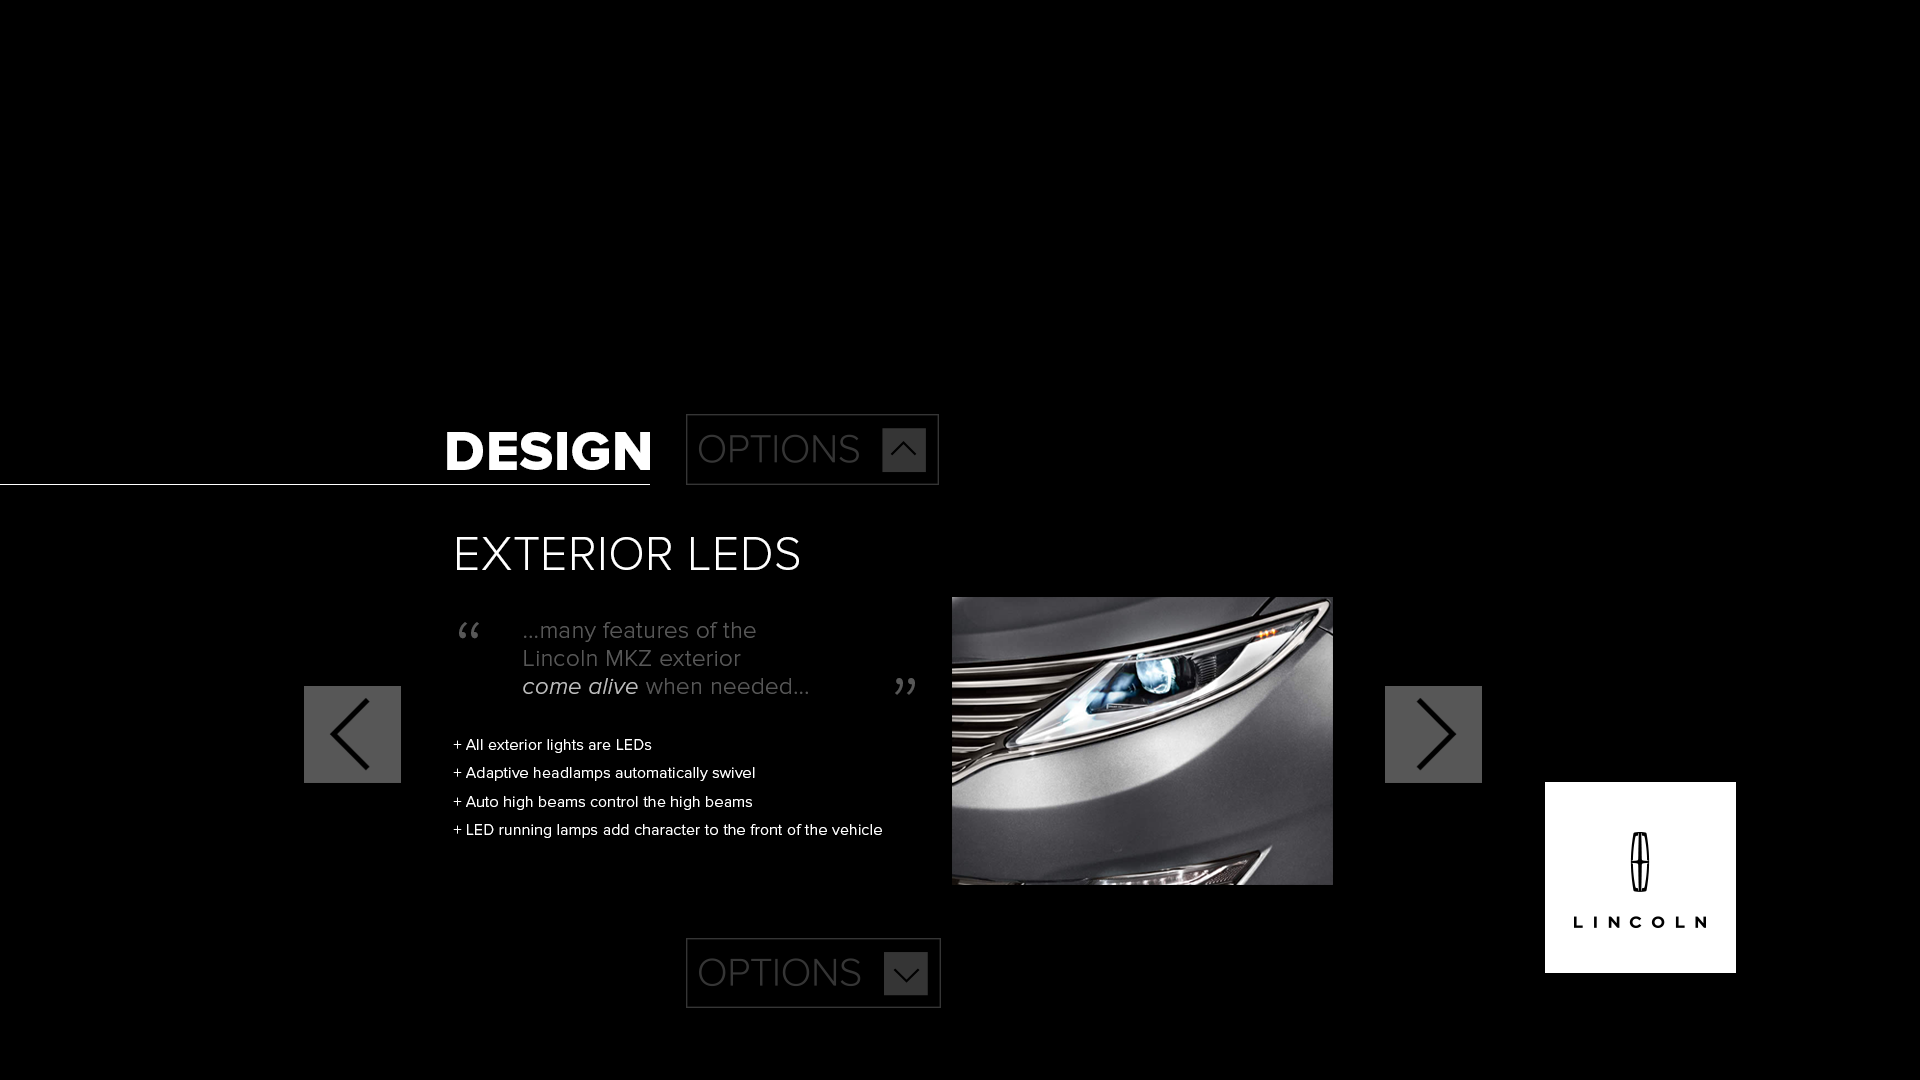 DESIGN
OPTIONS
EXTERIOR LEDS
“ ...many features of the
Lincoln MKZ exterior
come alive when needed... ”
+ All exterior lights are LEDs
+ Adaptive headlamps automatically swivel
+ Auto high beams control the high beams
+ LED running lamps add character to the front of the vehicle
LINCOLN
OPTIONS